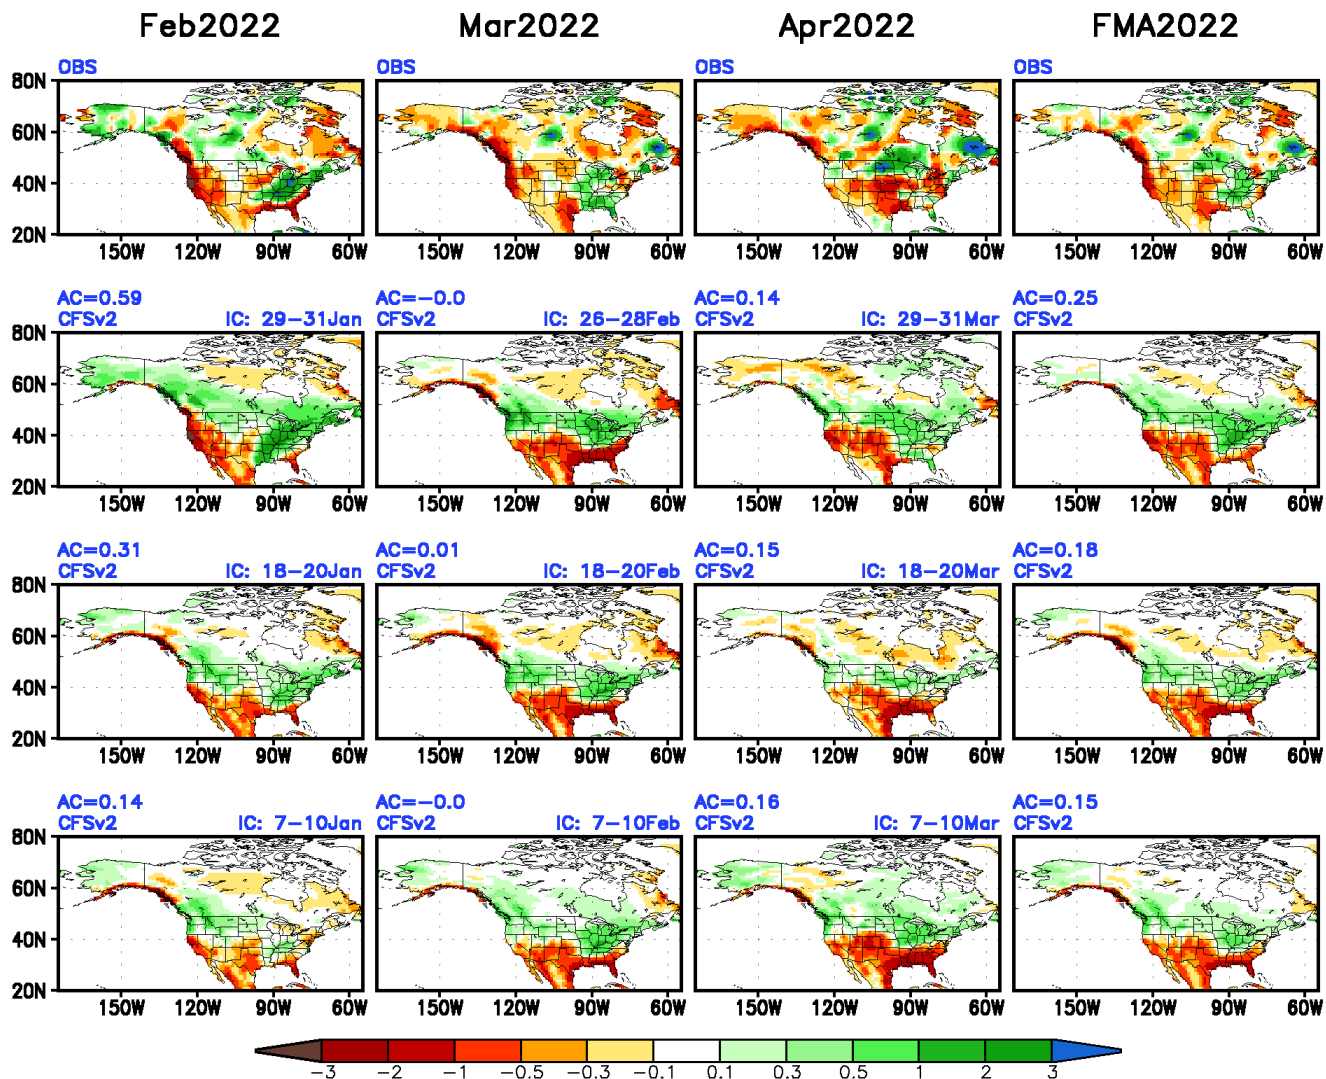 Feb2022 Mar2022 Apr2022 FMA2022
OBS OBS OBS OBS
80N
60N
40N
20N
150W 120W 90W 60W 150W 120W 90W 60W 150W 120W 90W 60W 150W 120W 90W 60W
AC=0.59 AC=-0.0 AC=0.14 AC=0.25
CFSv2 IC: 29-31Jan CFSv2 IC: 26-28Feb CFSv2 IC: 29-31Mar CFSv2
80N
60N
40N
20N
150W 120W 90W 60W 150W 120W 90W 60W 150W 120W 90W 60W 150W 120W 90W 60W
AC=0.31 AC=0.01 AC=0.15 AC=0.18
CFSv2 IC: 18-20Jan CFSv2 IC: 18-20Feb CFSv2 IC: 18-20Mar CFSv2
80N
60N
40N
20N
150W 120W 90W 60W 150W 120W 90W 60W 150W 120W 90W 60W 150W 120W 90W 60W
AC=0.14 AC=-0.0 AC=0.16 AC=0.15
CFSv2 IC: 7-10Jan CFSv2 IC: 7-10Feb CFSv2 IC: 7-10Mar CFSv2
80N
60N
40N
20N
150W 120W 90W 60W 150W 120W 90W 60W 150W 120W 90W 60W 150W 120W 90W 60W
-3 -2 -1 -0.5 -0.3 -0.1 0.1 0.3 0.5 1 2 3